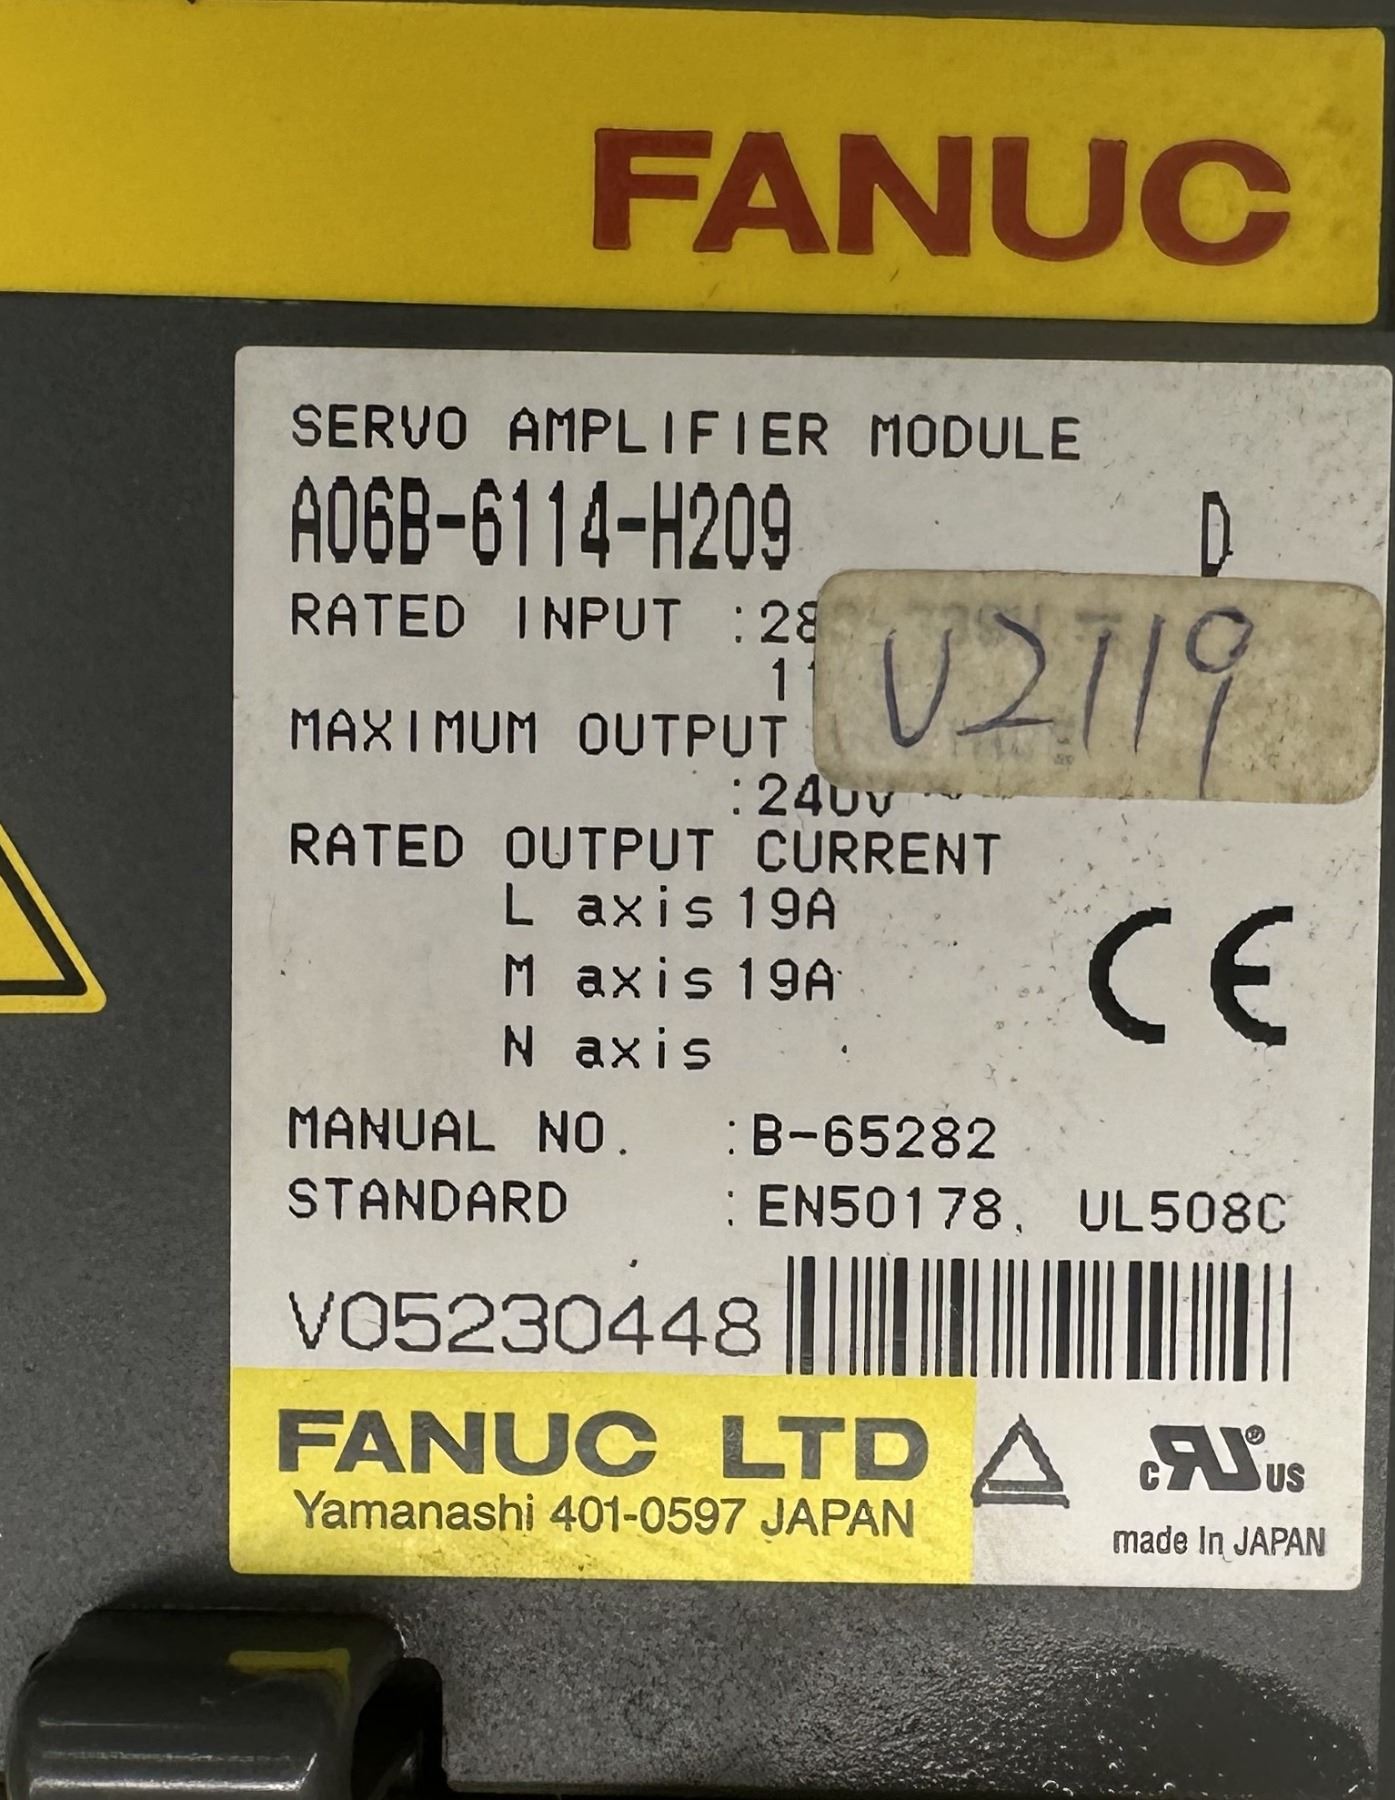 FANUC
SERVO AMPLIFIER MODULE
A06B-6114-H209 D
RATED INPUT :28
V2119
MAXIMUM OUTPUT
:240V
RATED OUTPUT CURRENT
L axis 19A
M axis 19A
N axis
MANUAL NO. :B-65282
STANDARD :EN50178, UL508C
V05230448
FANUC LTD
Yamanashi 401-0597 JAPAN
c RU ® US
made in JAPAN